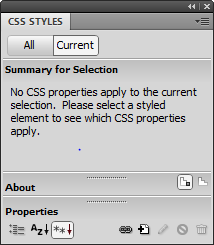 CSS STYLES
All Current
Summary for Selection
No CSS properties apply to the current
selection. Please select a styled
element to see which CSS properties
apply.
About
Properties
Az↓ **↓